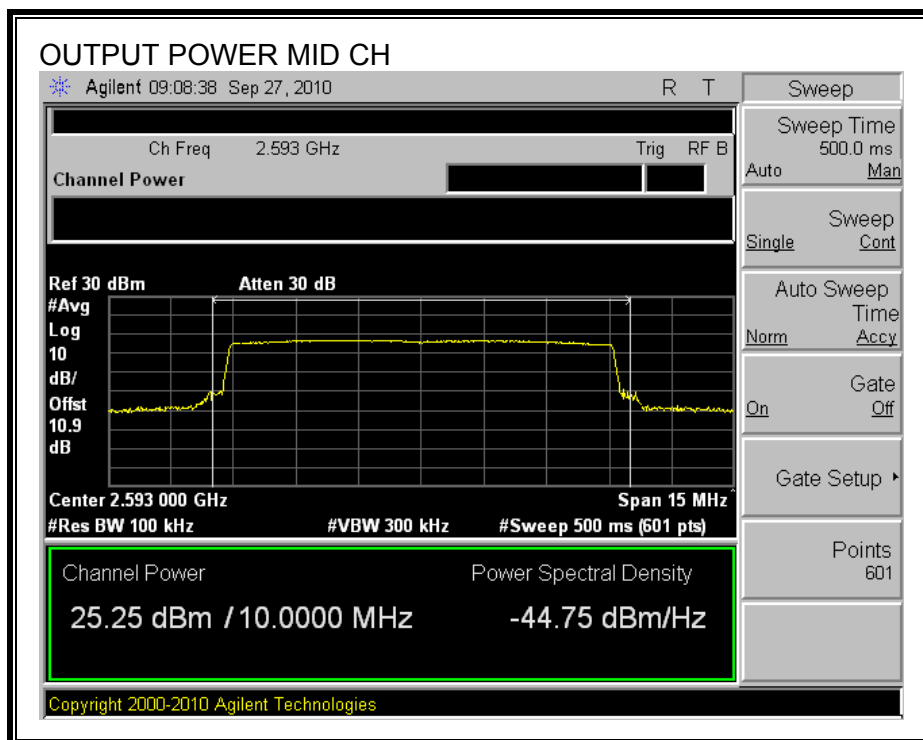 OUTPUT POWER MID CH
Agilent 09:08:38 Sep 27, 2010 R T
Sweep
Ch Freq 2.593 GHz Trig RF B
Channel Power
Sweep Time
500.0 ms
Auto Man
Sweep
Single Cont
Ref 30 dBm Atten 30 dB
#Avg
Log
10
dB/
Offst
10.9
dB
Auto Sweep
Time
Norm Accy
Gate
On Off
Gate Setup
Center 2.593 000 GHz Span 15 MHz
#Res BW 100 kHz #VBW 300 kHz #Sweep 500 ms (601 pts)
Points
601
Channel Power Power Spectral Density
25.25 dBm / 10.0000 MHz -44.75 dBm/Hz
Copyright 2000-2010 Agilent Technologies